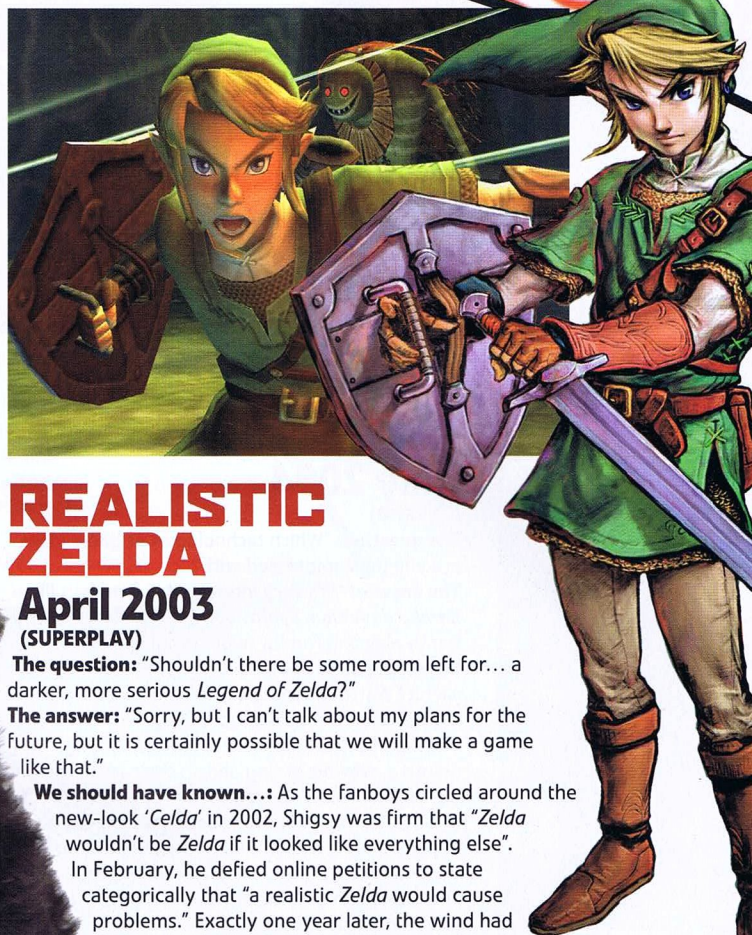 REALISTIC
ZELDA
April 2003
(SUPERPLAY)
The question: “Shouldn’t there be some room left for… a
darker, more serious Legend of Zelda?”
The answer: “Sorry, but I can’t talk about my plans for the
future, but it is certainly possible that we will make a game
like that.”
We should have known…: As the fanboys circled around the
new-look ‘Celda’ in 2002, Shigsy was firm that “Zelda
wouldn’t be Zelda if it looked like everything else”.
In February, he defied online petitions to state
categorically that “a realistic Zelda would cause
problems.” Exactly one year later, the wind had